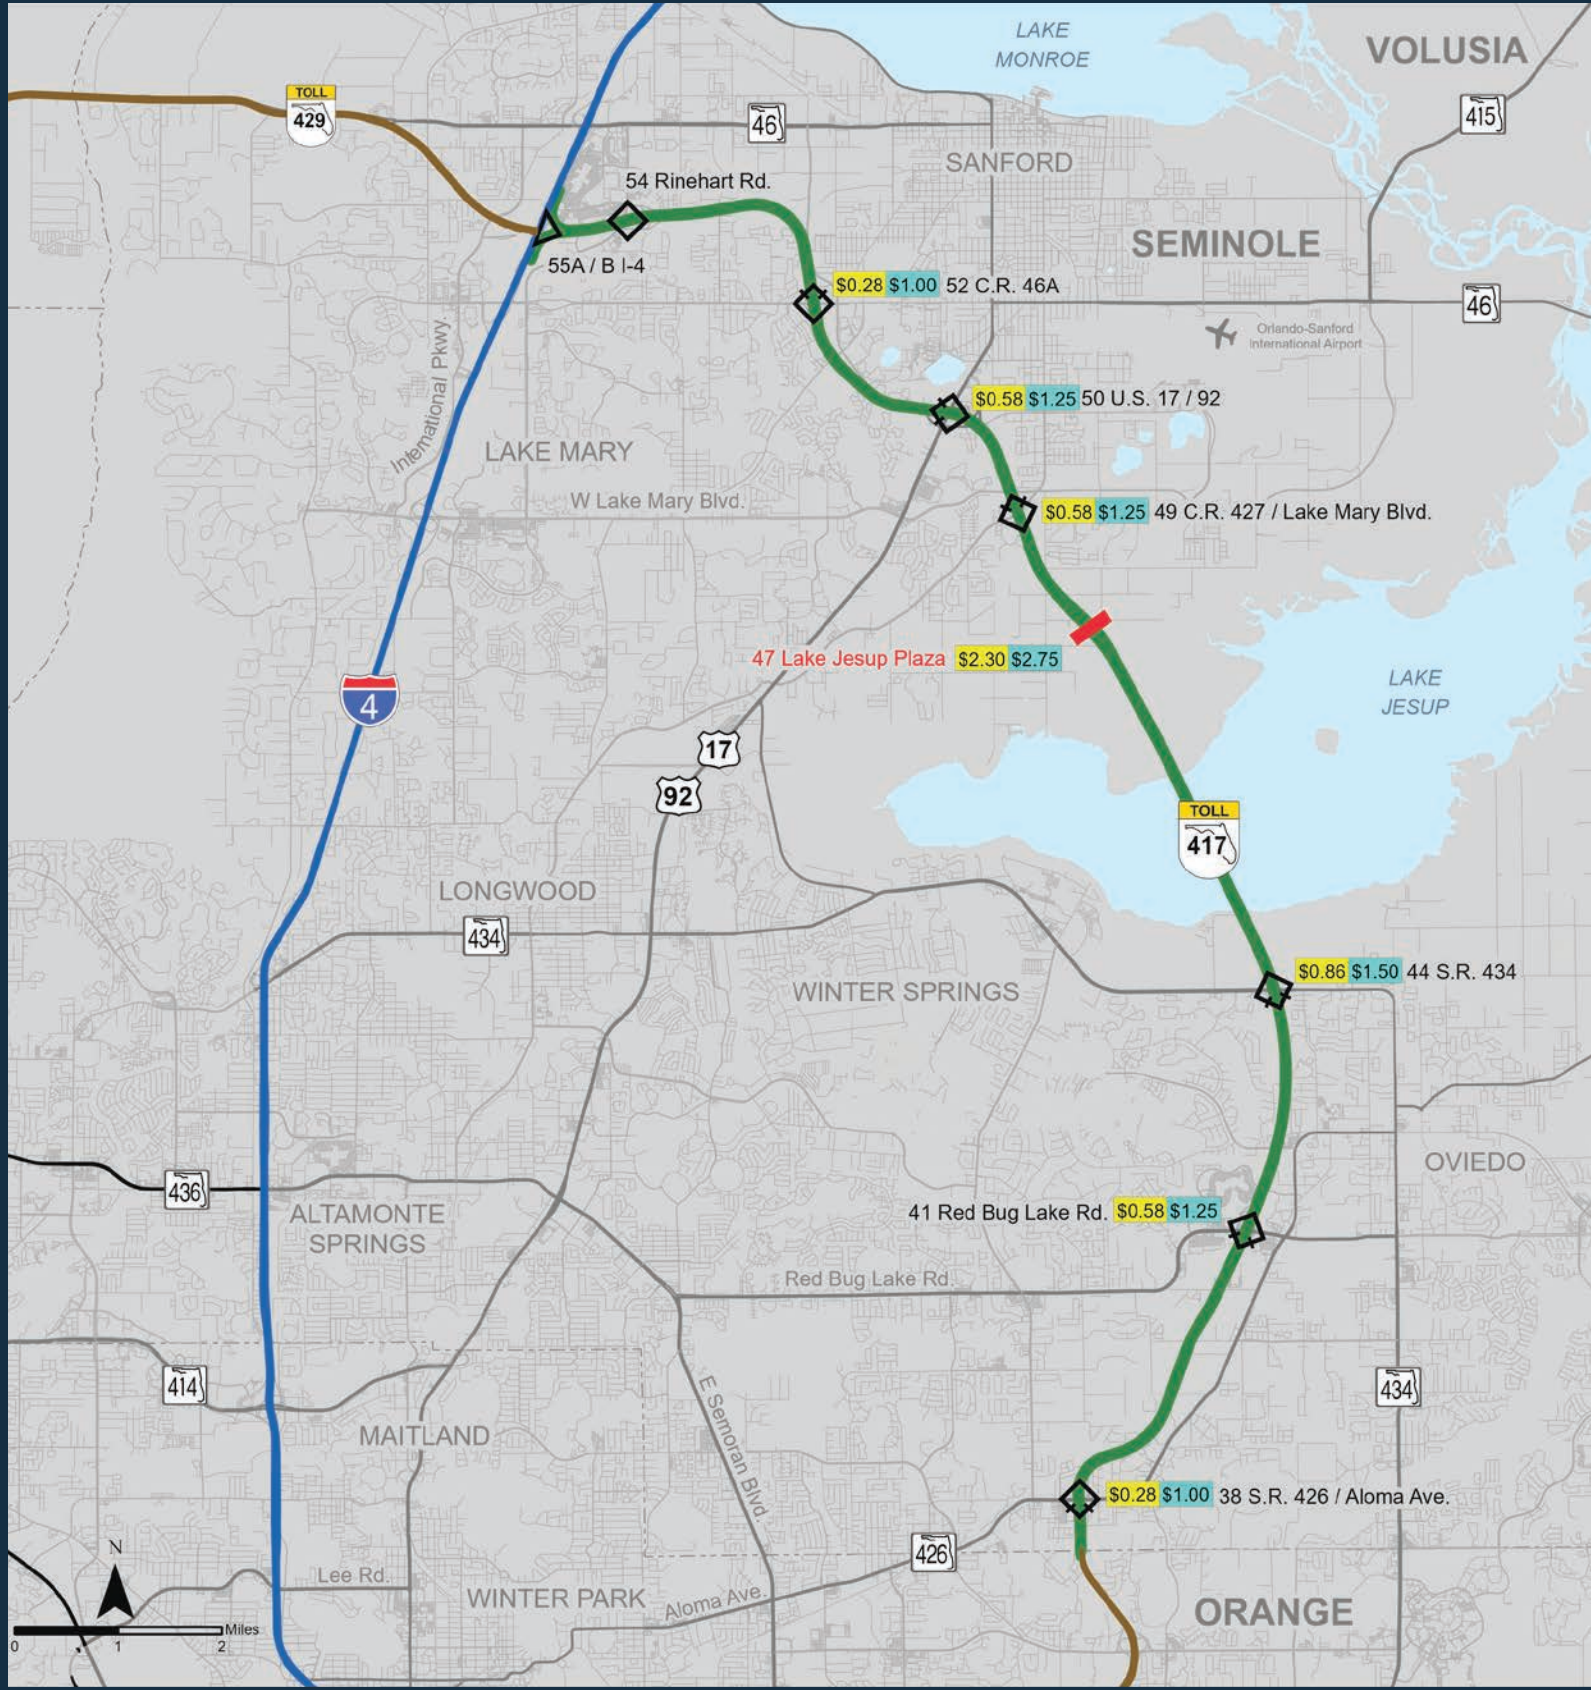 LAKE
MONROE
VOLUSIA
TOLL
429
46
415
SANFORD
54 Rinehart Rd.
SEMINOLE
55A / B I-4
$0.28 $1.00 52 C.R. 46A
46
Orlando-Sanford
International Airport
International Pkwy.
$0.58 $1.25 50 U.S. 17 / 92
LAKE MARY
W Lake Mary Blvd.
$0.58 $1.25 49 C.R. 427 / Lake Mary Blvd.
47 Lake Jesup Plaza $2.30 $2.75
LAKE
JESUP
4
17
92
TOLL
417
LONGWOOD
434
WINTER SPRINGS
$0.86 $1.50 44 S.R. 434
436
OVIEDO
ALTAMONTE
SPRINGS
41 Red Bug Lake Rd. $0.58 $1.25
Red Bug Lake Rd.
414
434
E Semoran Blvd.
MAITLAND
$0.28 $1.00 38 S.R. 426 / Aloma Ave.
426
N
Lee Rd.
WINTER PARK
Aloma Ave.
ORANGE
Miles
0 1 2